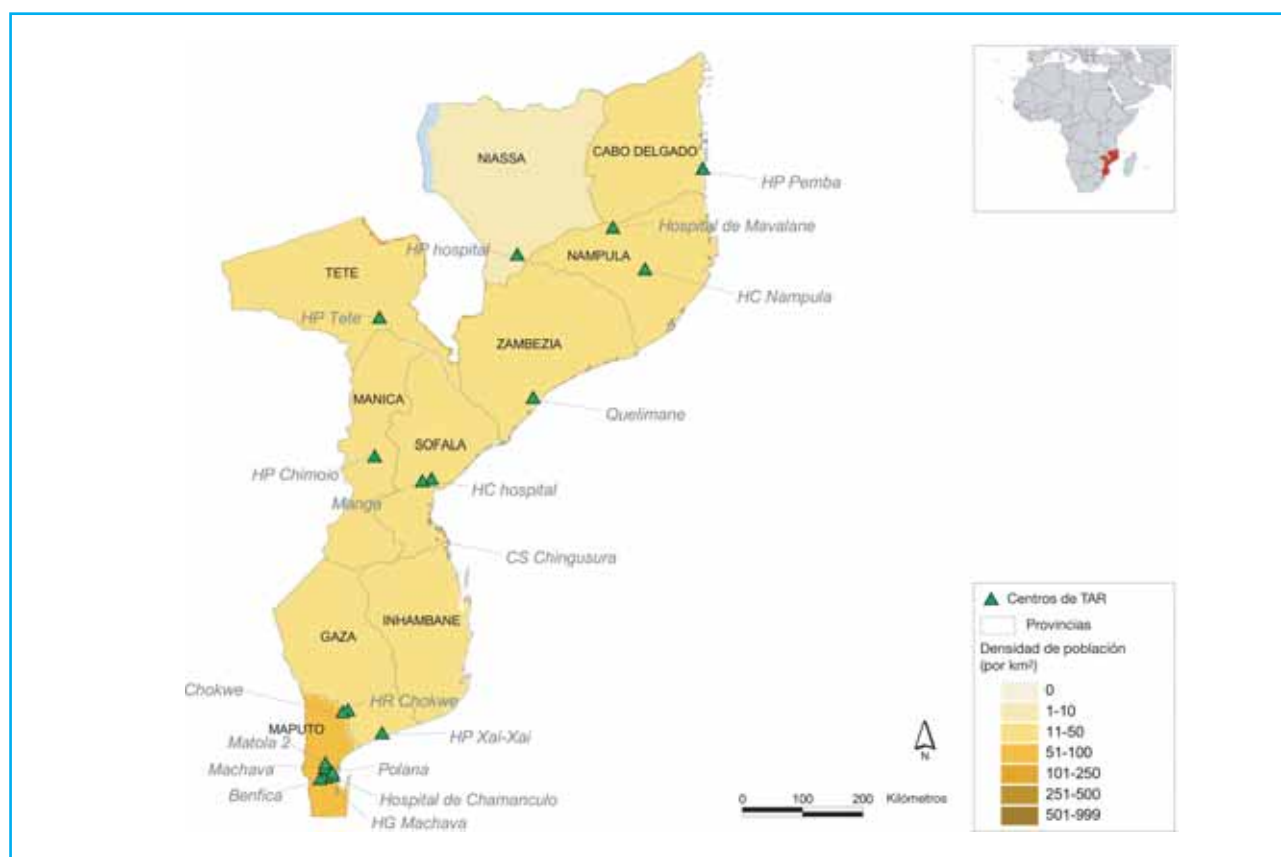 NIASSA
CABO DELGADO
HP Pemba
Hospital de Mavalane
HP hospital
NAMPULA
TETE
HC Nampula
HP Tete
ZAMBEZIA
MANICA
Quelimane
SOFALA
HP Chimoio
HC hospital
Manga
CS Chingusura
INHAMBANE
GAZA
Chokwe
HR Chokwe
MAPUTO
HP Xai-Xai
Matola 2
Machava
Polana
Benfica
Hospital de Chamanculo
HG Machava
N
0 100 200 Kilómetros
Centros de TAR
Provincias
Densidad de población
(por km²)
0
1-10
11-50
51-100
101-250
251-500
501-999